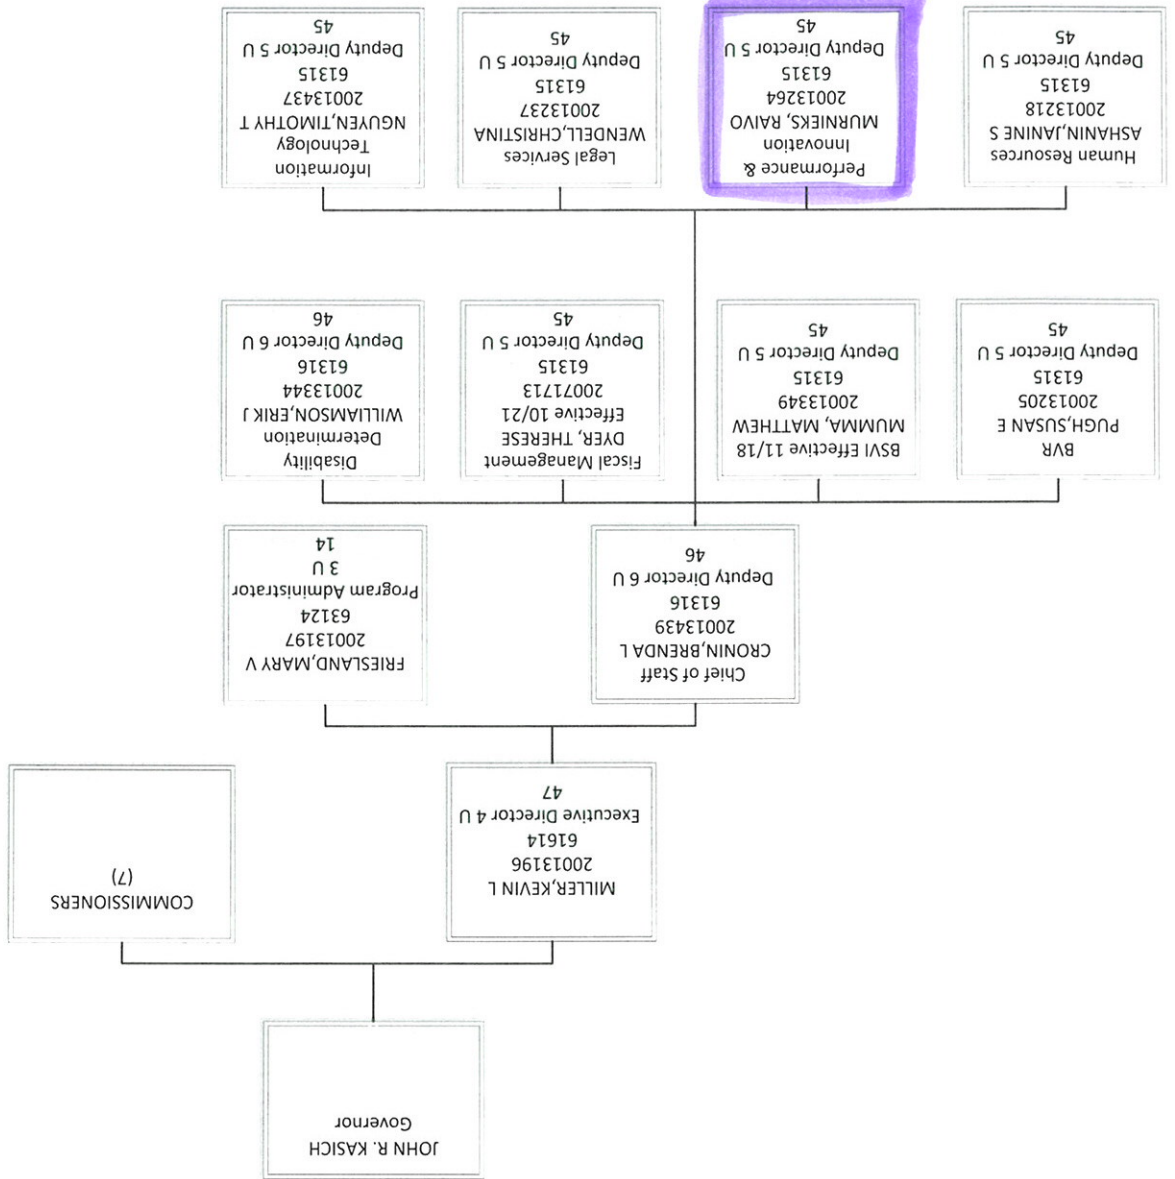 JOHN R. KASICH
Governor
COMMISSIONERS
(7)
MILLER,KEVIN L
20013196
61614
Executive Director 4 U
47
Chief of Staff
CRONIN,BRENDA L
20013439
61316
Deputy Director 6 U
46
FRIESLAND,MARY V
20013197
63124
Program Administrator
3 U
14
BVR
PUGH,SUSAN E
20013205
61315
Deputy Director 5 U
45
BSVI Effective 11/18
MUMMA, MATTHEW
20013349
61315
Deputy Director 5 U
45
Fiscal Management
DYER, THERESE
Effective 10/21
20071713
61315
Deputy Director 5 U
45
Disability
Determination
WILLIAMSON,ERIK J
20013344
61316
Deputy Director 6 U
46
Human Resources
ASHANIN,JANINE S
20013218
61315
Deputy Director 5 U
45
Performance &
Innovation
MURNIEKS, RAIVO
20013264
61315
Deputy Director 5 U
45
Legal Services
WENDELL,CHRISTINA
20013237
61315
Deputy Director 5 U
45
Information
Technology
NGUYEN,TIMOTHY T
20013437
61315
Deputy Director 5 U
45